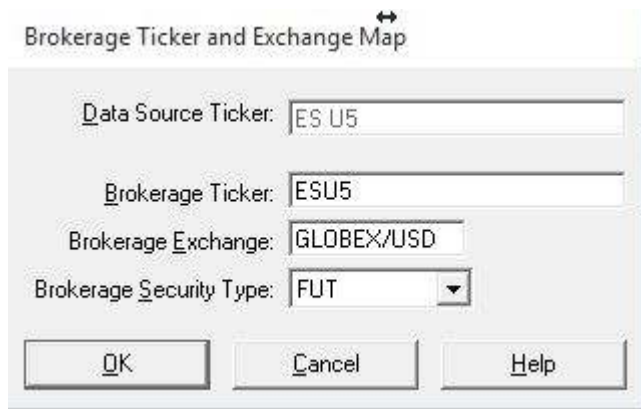 Brokerage Ticker and Exchange Map
Data Source Ticker: ES U5
Brokerage Ticker: ESU5
Brokerage Exchange: GLOBEX/USD
Brokerage Security Type: FUT
OK Cancel Help